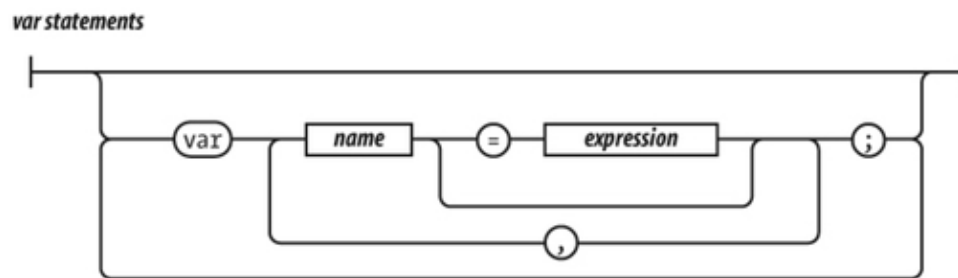 var statements
var name = expression ;
,